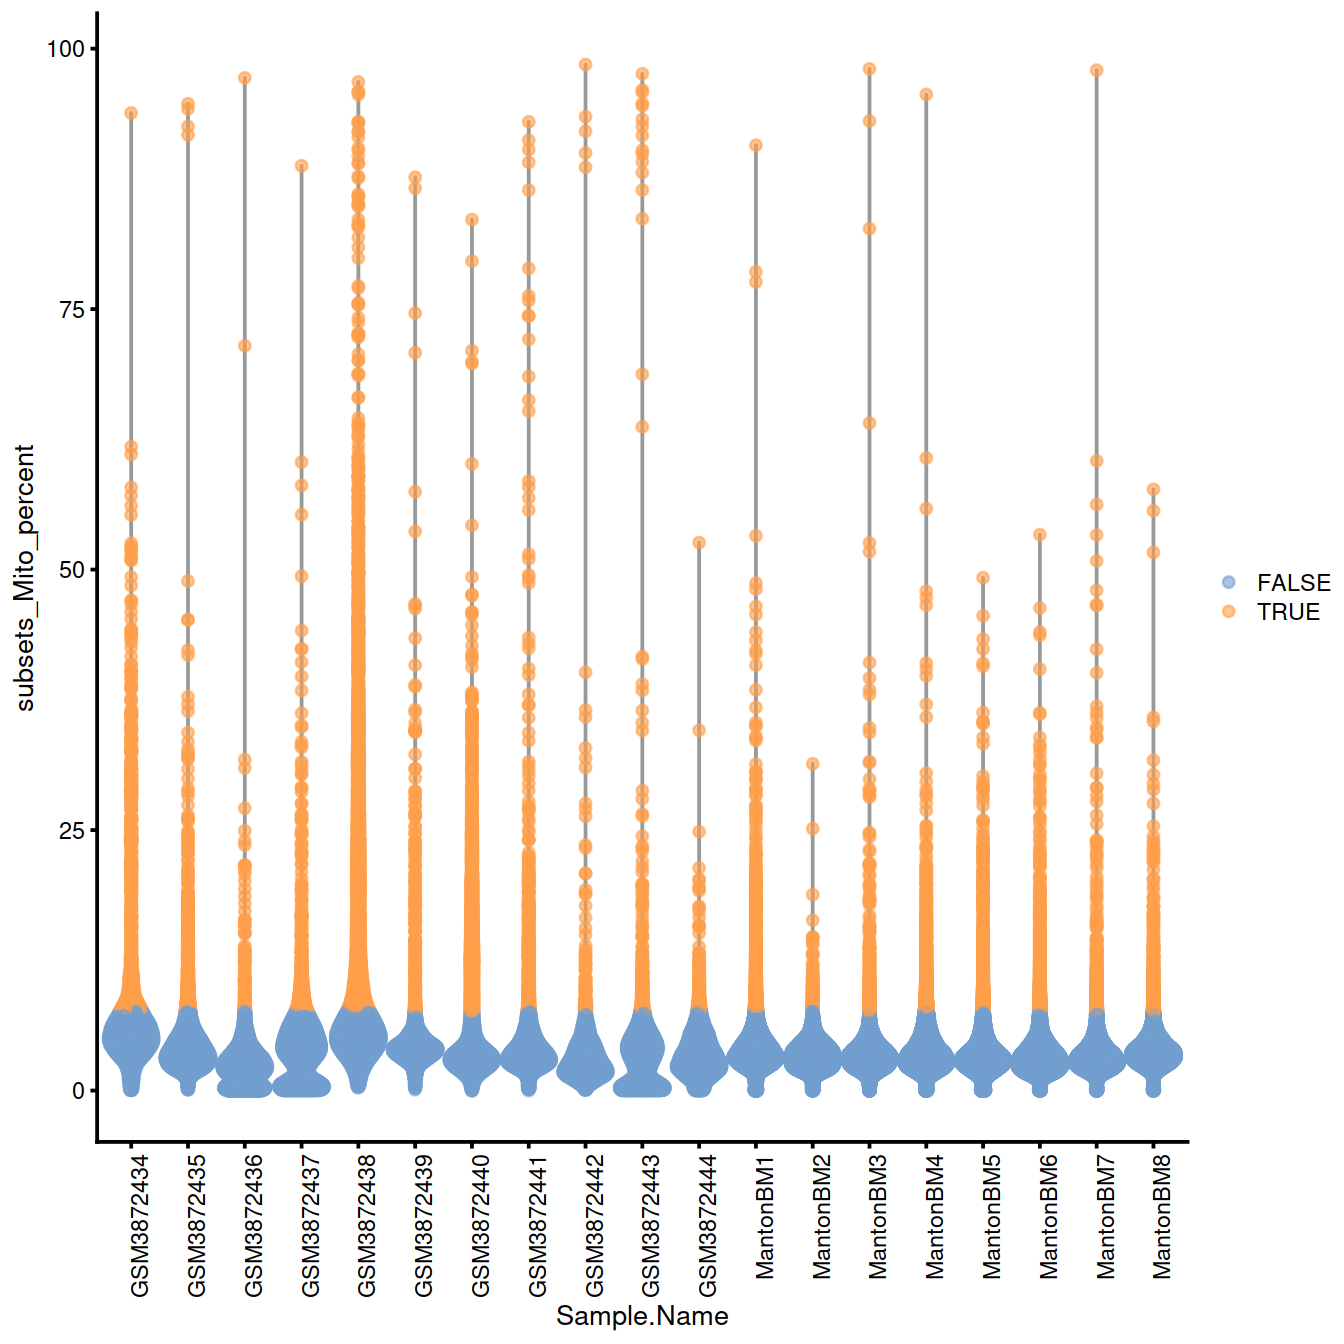 100
75
50
25
0
subsets_Mito_percent
GSM3872434
GSM3872435
GSM3872436
GSM3872437
GSM3872438
GSM3872439
GSM3872440
GSM3872441
GSM3872442
GSM3872443
GSM3872444
MantonBM1
MantonBM2
MantonBM3
MantonBM4
MantonBM5
MantonBM6
MantonBM7
MantonBM8
Sample.Name
FALSE
TRUE